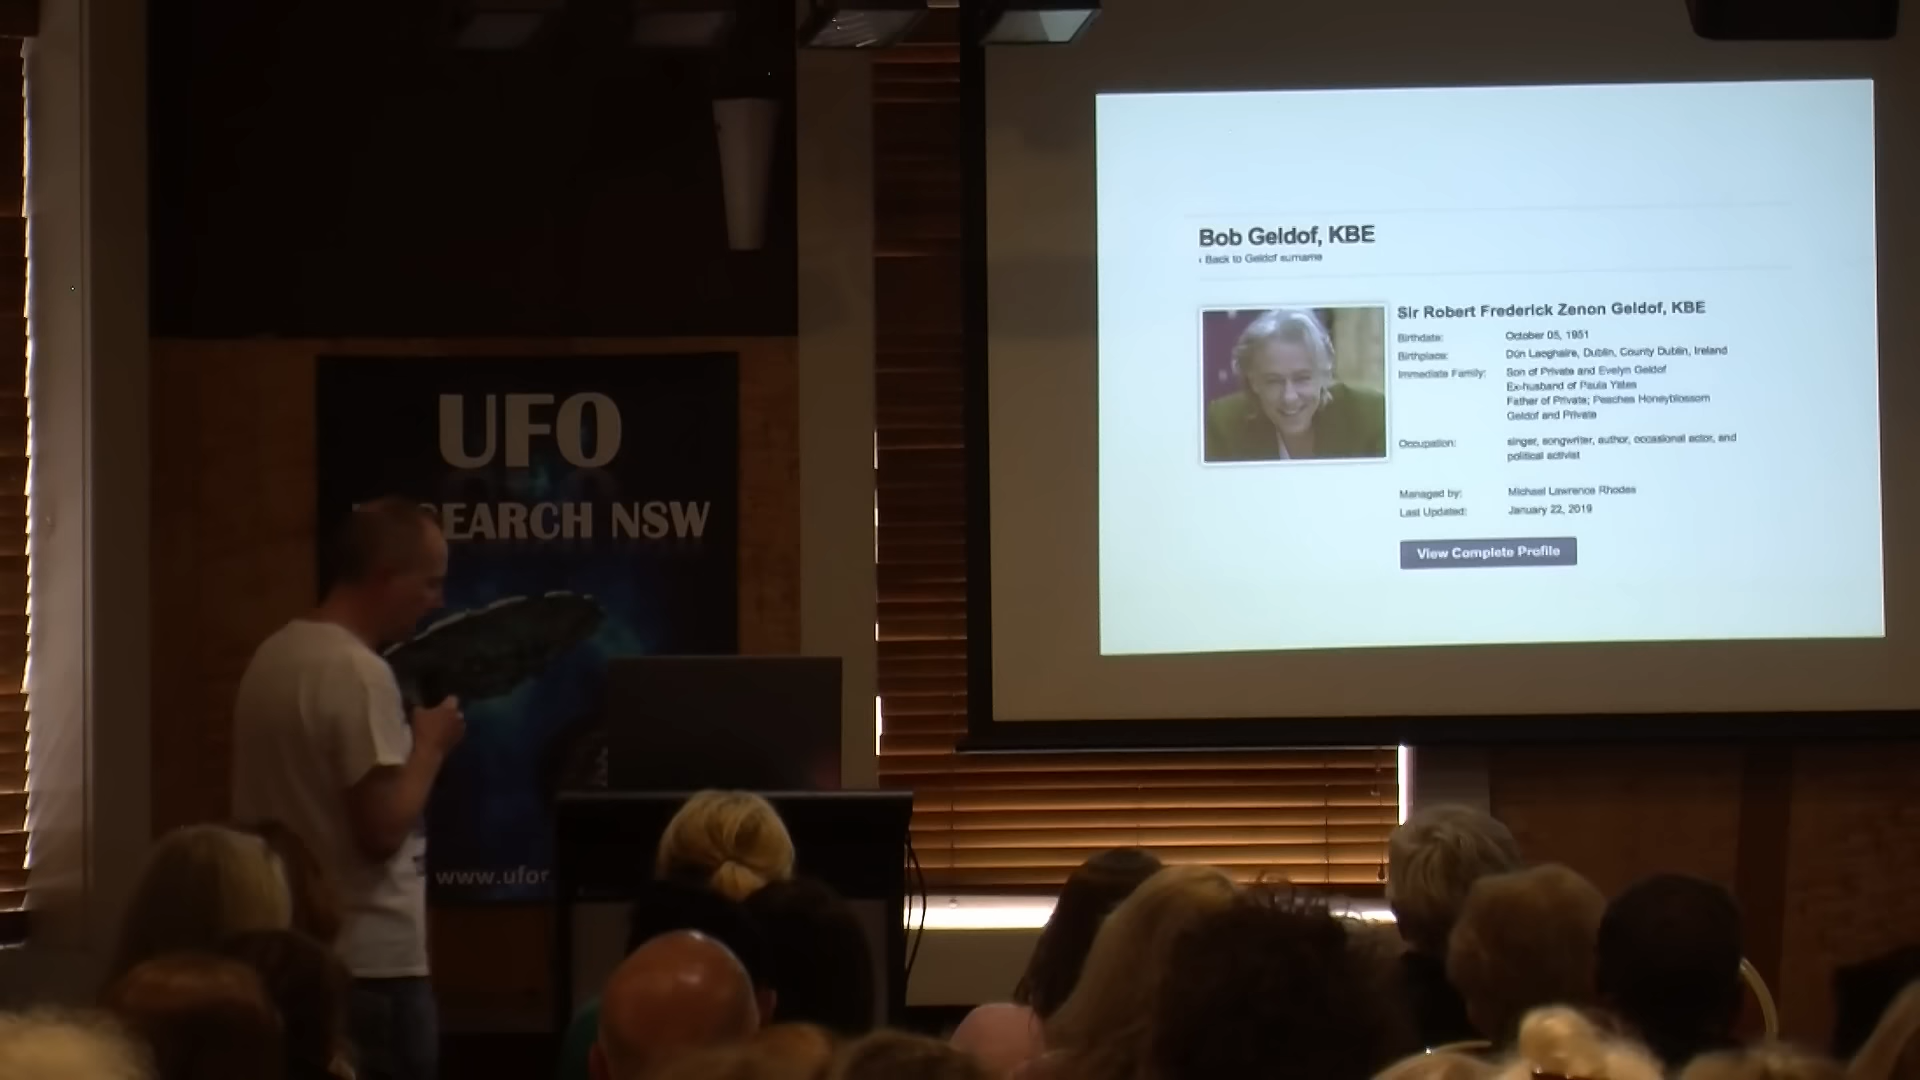 UFO
SEARCH NSW
www.ufor
Bob Geldof, KBE
‹ Back to Geldof surname
Sir Robert Frederick Zenon Geldof, KBE
Birthdate: October 05, 1951
Birthplace: Dún Laoghaire, Dublin, County Dublin, Ireland
Immediate Family: Son of Private and Evelyn Geldof
Ex-husband of Paula Yates
Father of Private; Peaches Honeyblossom
Geldof and Private
Occupation: singer, songwriter, author, occasional actor, and
political activist
Managed by: Michael Lawrence Rhodes
Last Updated: January 22, 2019
View Complete Profile